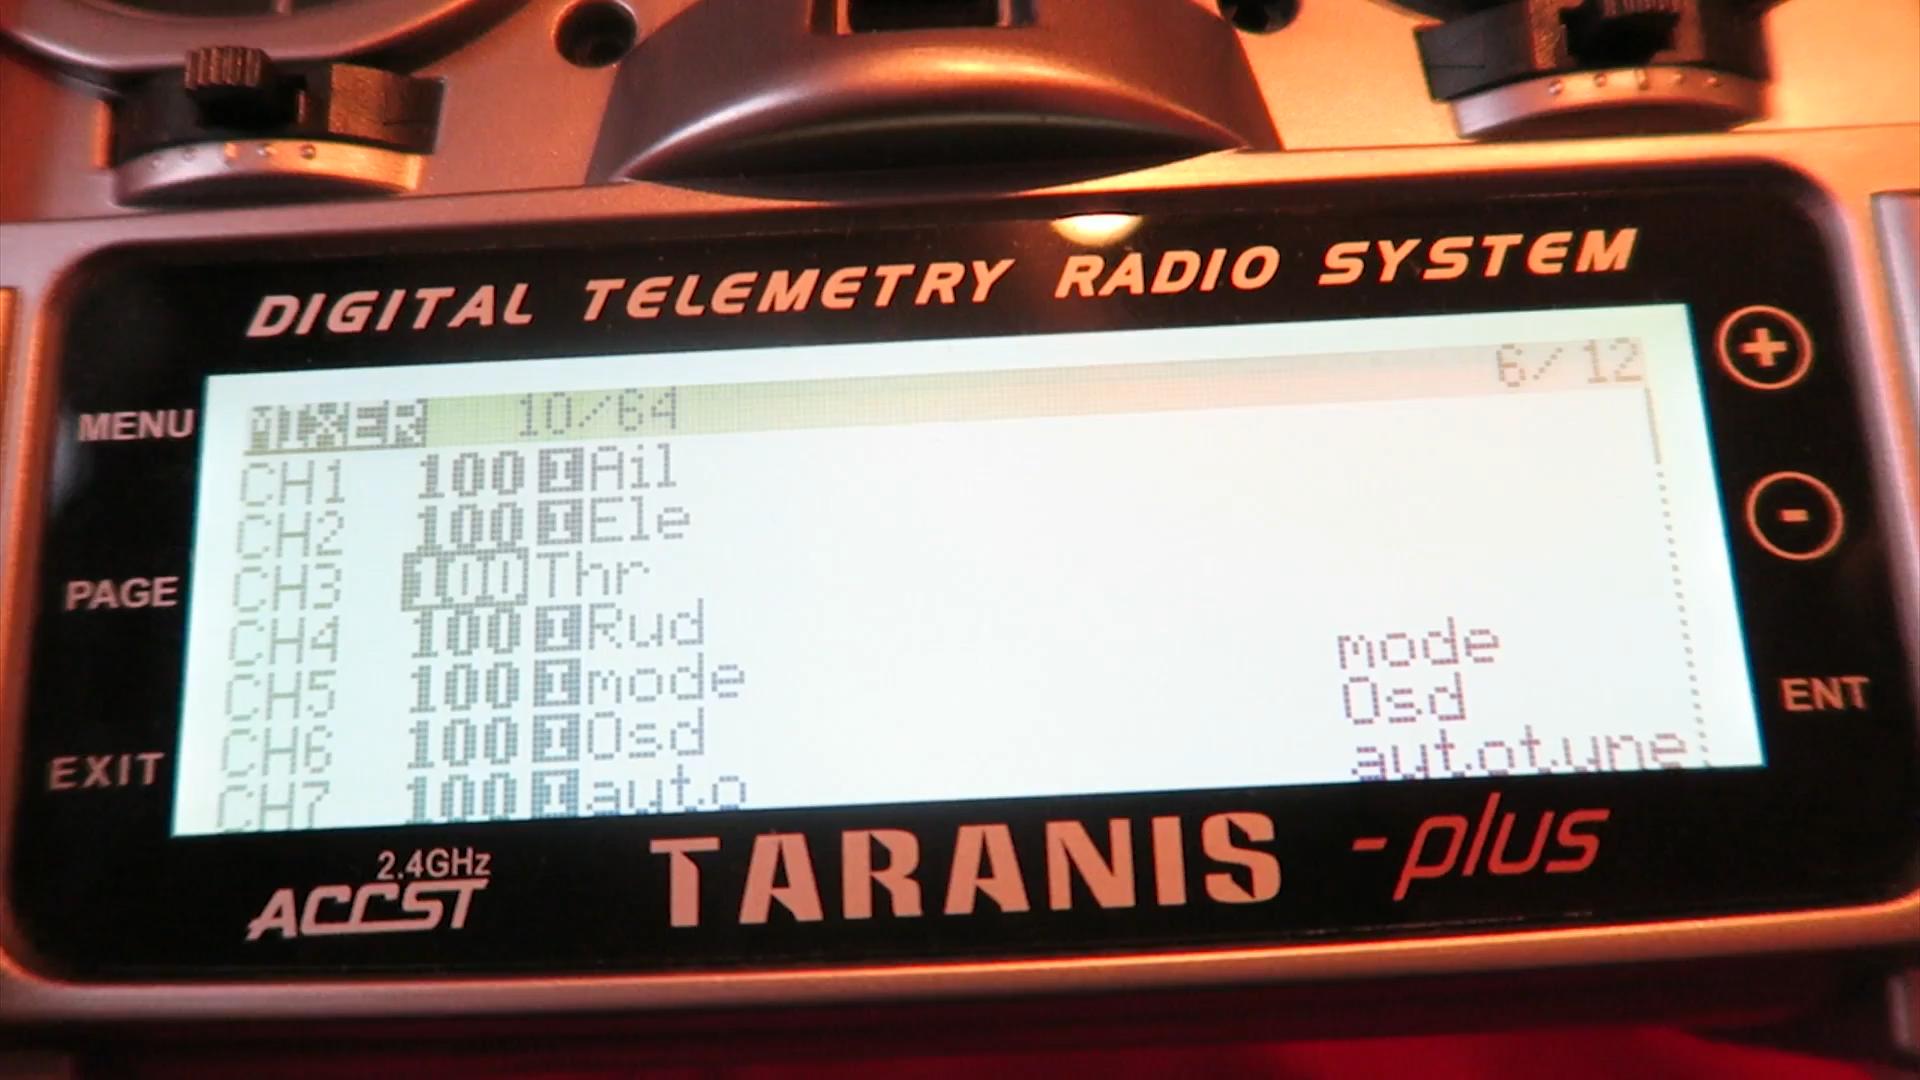 DIGITAL TELEMETRY RADIO SYSTEM
MIXER 10/64 6/12
MENU
CH1 100 I Ail
CH2 100 I Ele
CH3 100 Thr
PAGE
CH4 100 I Rud mode
CH5 100 I mode Osd
ENT
CH6 100 I Osd autotune
EXIT
CH7 100 I auto
2.4GHz
ACCST
TARANIS -plus
+
-